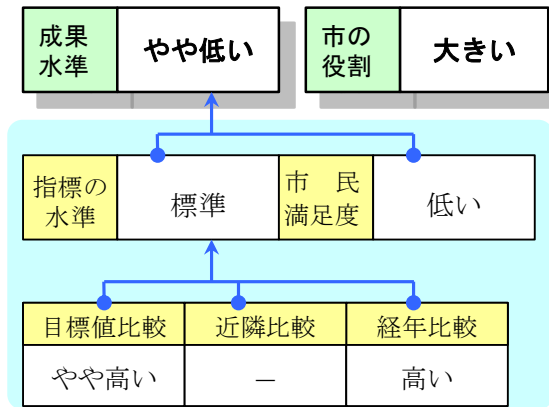 成果
水準
やや低い
市の
役割
大きい
指標の
水準
標準
市　民
満足度
低い
目標値比較
近隣比較
経年比較
やや高い
－
高い